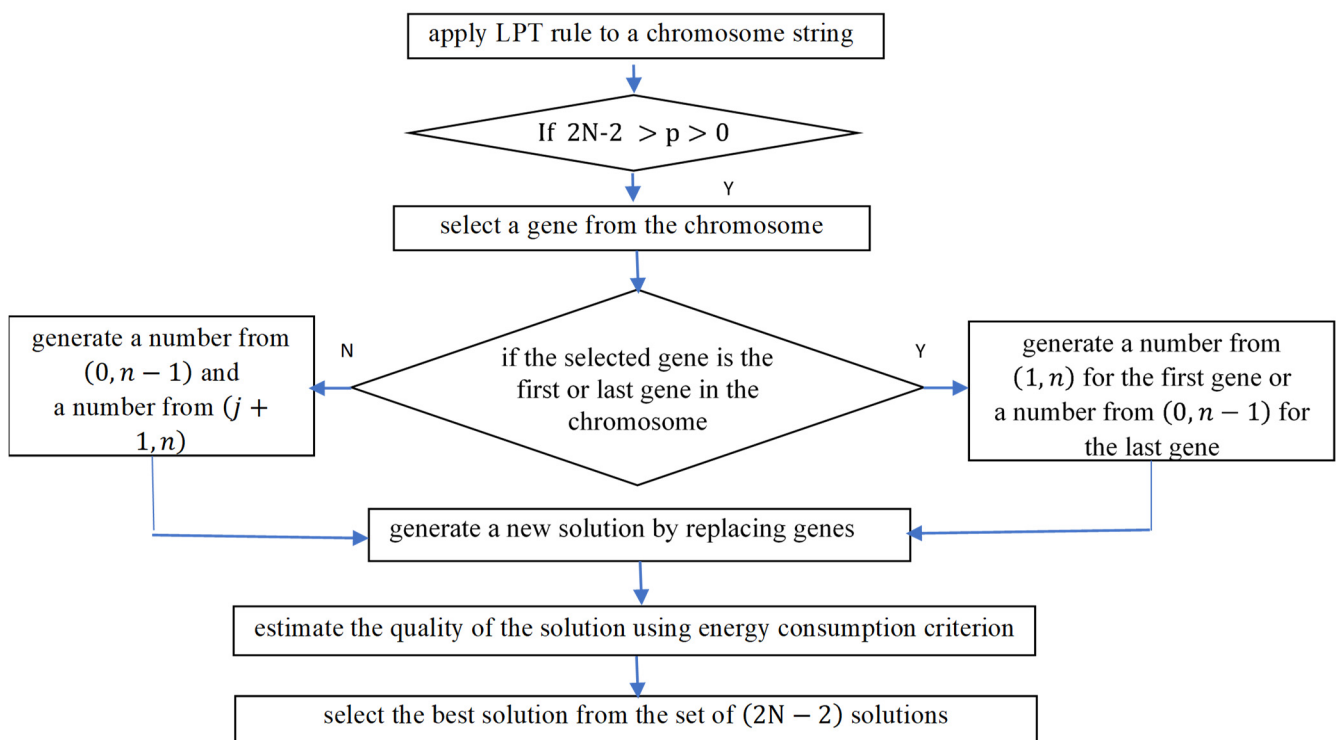 apply LPT rule to a chromosome string
If 2N-2 > p > 0
Y
select a gene from the chromosome
generate a number from
(0, n − 1) and
a number from (j +
1, n)
N
if the selected gene is the
first or last gene in the
chromosome
Y
generate a number from
(1, n) for the first gene or
a number from (0, n − 1) for
the last gene
generate a new solution by replacing genes
estimate the quality of the solution using energy consumption criterion
select the best solution from the set of (2N − 2) solutions